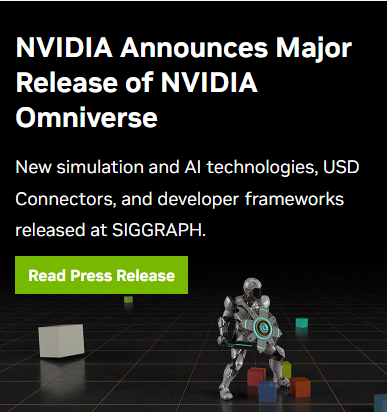 NVIDIA Announces Major
Release of NVIDIA
Omniverse
New simulation and AI technologies, USD
Connectors, and developer frameworks
released at SIGGRAPH.
Read Press Release